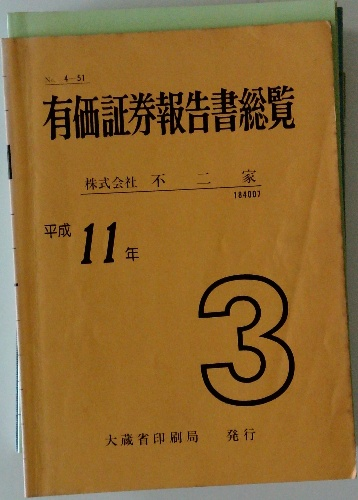 No. 4-51
有価証券報告書総覧
株式会社 不二家
184007
平成 11 年
3
大蔵省印刷局 発行